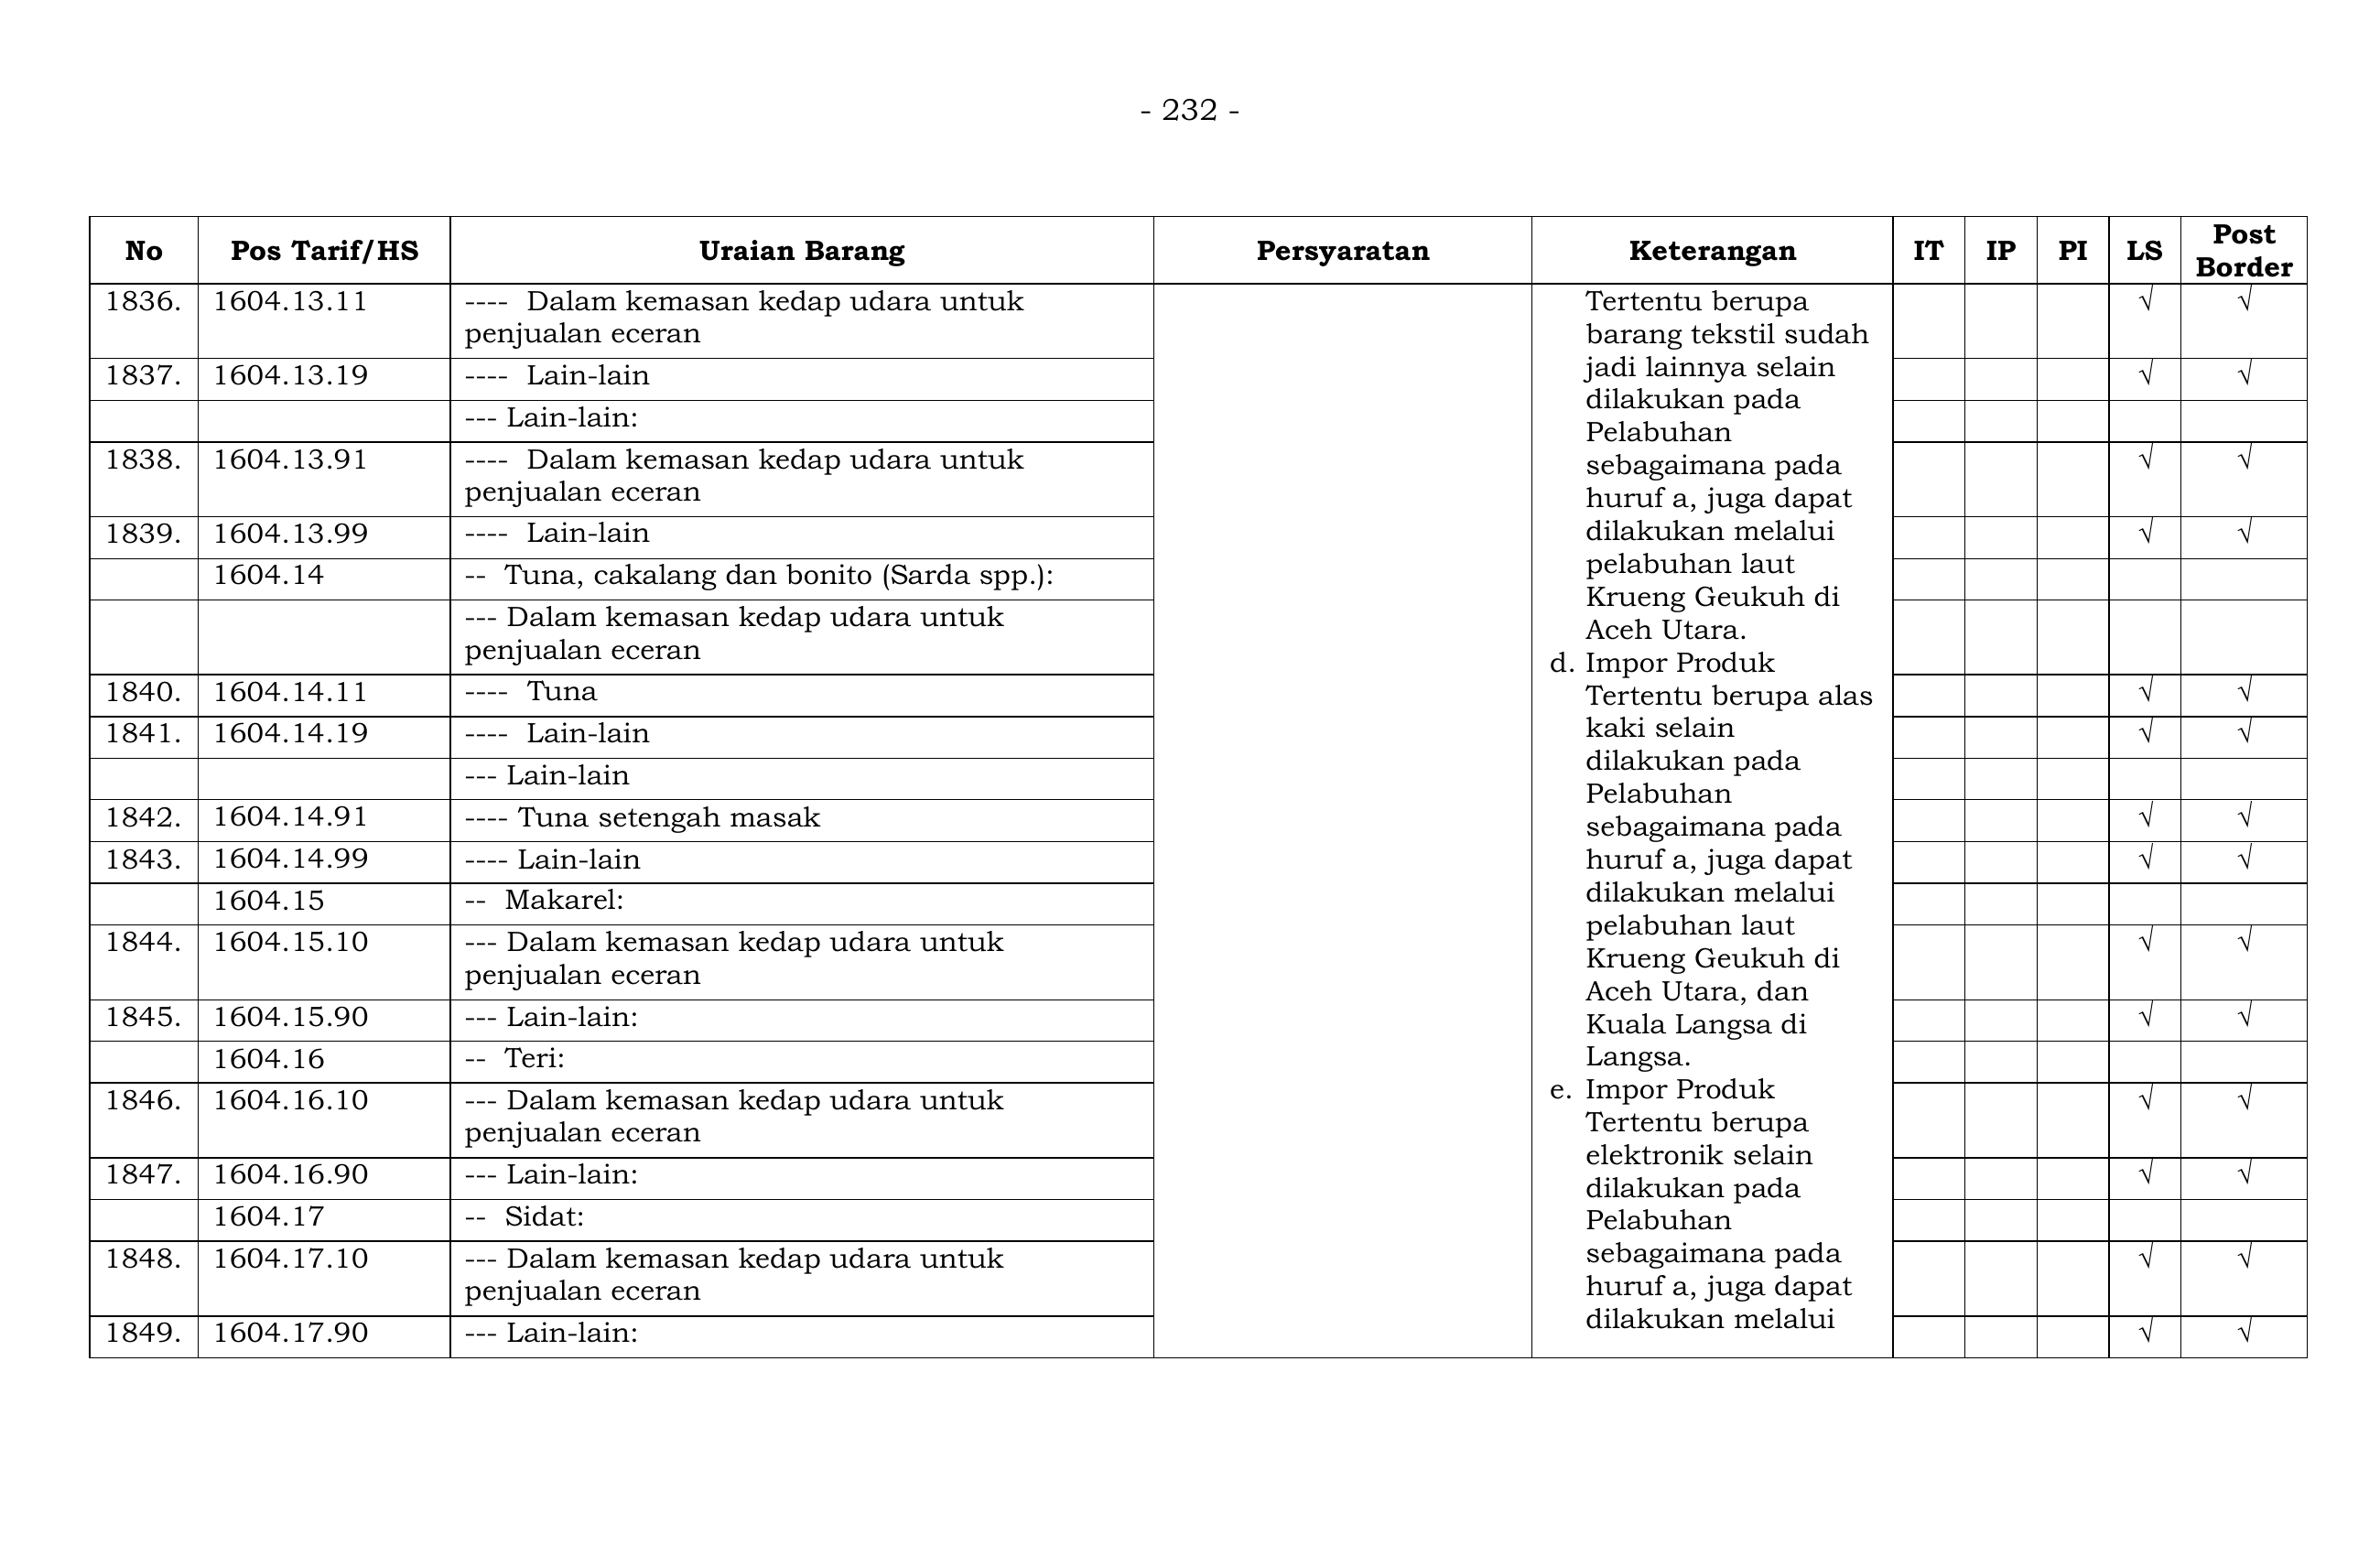 - 232 -
No Pos Tarif/HS Uraian Barang Persyaratan Keterangan IT IP PI LS Post Border
1836. 1604.13.11 ---- Dalam kemasan kedap udara untuk
penjualan eceran
√ √
1837. 1604.13.19 ---- Lain-lain √ √
--- Lain-lain:
1838. 1604.13.91 ---- Dalam kemasan kedap udara untuk
penjualan eceran
√ √
1839. 1604.13.99 ---- Lain-lain √ √
1604.14 -- Tuna, cakalang dan bonito (Sarda spp.):
--- Dalam kemasan kedap udara untuk
penjualan eceran
1840. 1604.14.11 ---- Tuna √ √
1841. 1604.14.19 ---- Lain-lain √ √
--- Lain-lain
1842. 1604.14.91 ---- Tuna setengah masak √ √
1843. 1604.14.99 ---- Lain-lain √ √
1604.15 -- Makarel:
1844. 1604.15.10 --- Dalam kemasan kedap udara untuk
penjualan eceran
√ √
1845. 1604.15.90 --- Lain-lain: √ √
1604.16 -- Teri:
1846. 1604.16.10 --- Dalam kemasan kedap udara untuk
penjualan eceran
√ √
1847. 1604.16.90 --- Lain-lain: √ √
1604.17 -- Sidat:
1848. 1604.17.10 --- Dalam kemasan kedap udara untuk
penjualan eceran
√ √
1849. 1604.17.90 --- Lain-lain: √ √
Tertentu berupa
barang tekstil sudah
jadi lainnya selain
dilakukan pada
Pelabuhan
sebagaimana pada
huruf a, juga dapat
dilakukan melalui
pelabuhan laut
Krueng Geukuh di
Aceh Utara.
d. Impor Produk
Tertentu berupa alas
kaki selain
dilakukan pada
Pelabuhan
sebagaimana pada
huruf a, juga dapat
dilakukan melalui
pelabuhan laut
Krueng Geukuh di
Aceh Utara, dan
Kuala Langsa di
Langsa.
e. Impor Produk
Tertentu berupa
elektronik selain
dilakukan pada
Pelabuhan
sebagaimana pada
huruf a, juga dapat
dilakukan melalui